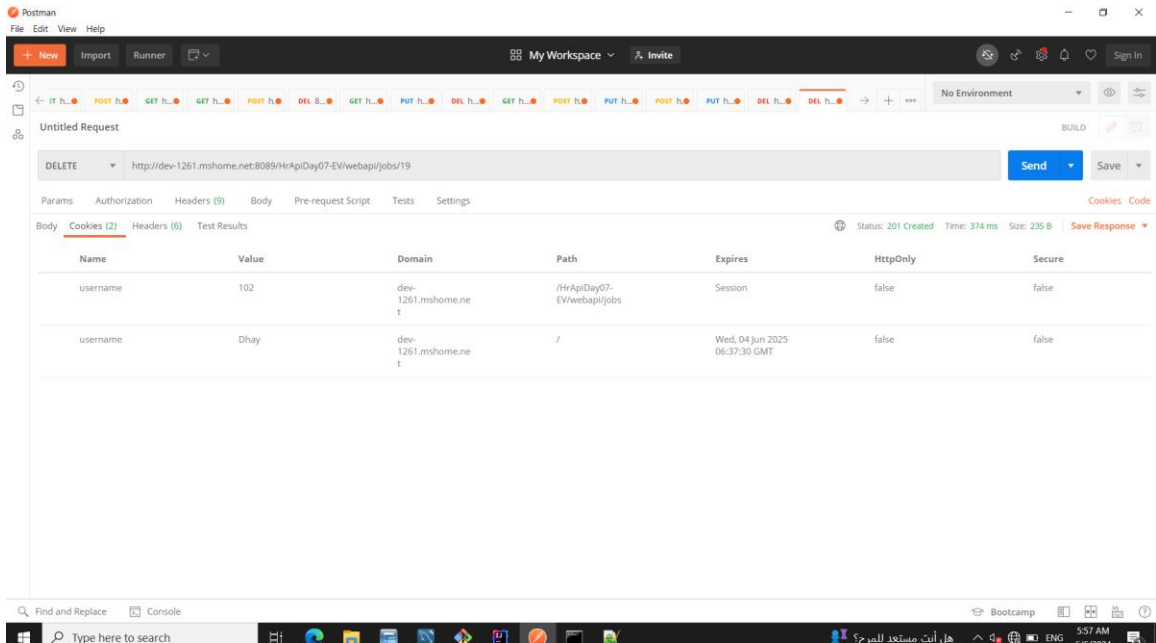 Postman
File Edit View Help
+ New Import Runner My Workspace Invite Sign In
POST h... GET h... GET h... POST h... DEL B... GET h... PUT h... DEL h... GET h... POST h... PUT h... POST h... PUT h... DEL h... DEL h... No Environment
Untitled Request BUILD
DELETE http://dev-1261.mshome.net:8089/HrApiDay07-EV/webapi/jobs/19 Send Save
Params Authorization Headers (9) Body Pre-request Script Tests Settings Cookies Code
Body Cookies (2) Headers (6) Test Results Status: 201 Created Time: 374 ms Size: 235 B Save Response
Name Value Domain Path Expires HttpOnly Secure
username 102 dev- /HrApiDay07- Session false false
1261.mshome.ne EV/webapi/jobs
t
username Dhay dev- / Wed, 04 Jun 2025 false false
1261.mshome.ne 06:37:30 GMT
t
Find and Replace Console Bootcamp
Type here to search هل أنت مستعد للمرح؟ ENG 5:57 AM